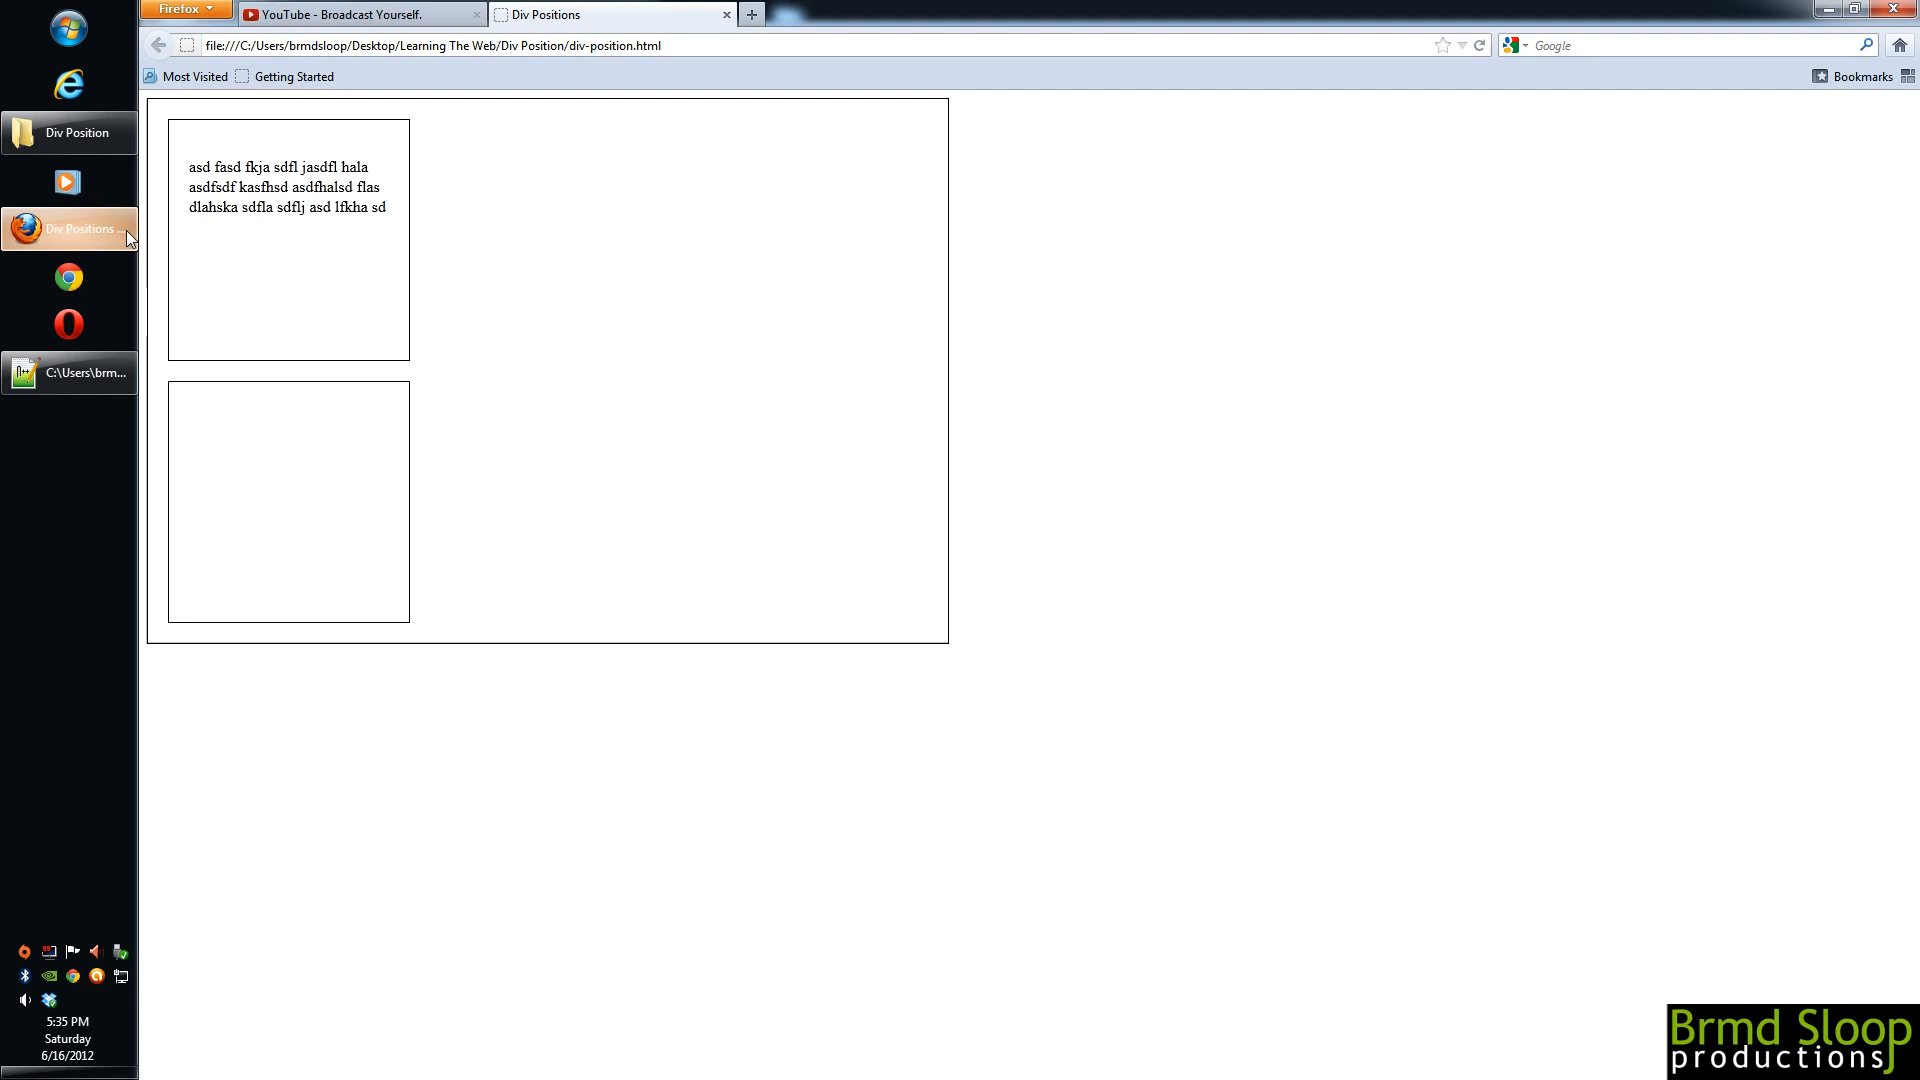 Firefox
YouTube - Broadcast Yourself.
Div Positions
file:///C:/Users/brmdsloop/Desktop/Learning The Web/Div Position/div-position.html
Google
Most Visited
Getting Started
Bookmarks
Div Position
Div Positions ...
C:\Users\brm...
asd fasd fkja sdfl jasdfl hala
asdfsdf kasfhsd asdfhalsd flas
dlahska sdfla sdflj asd lfkha sd
5:35 PM
Saturday
6/16/2012
Brmd Sloop
productions